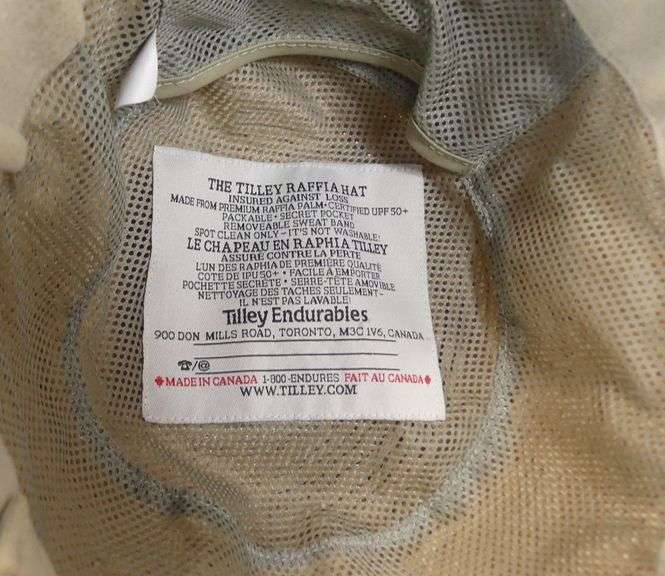 THE TILLEY RAFFIA HAT
INSURED AGAINST LOSS
MADE FROM PREMIUM RAFFIA PALM • CERTIFIED UPF 50+
PACKABLE • SECRET POCKET
REMOVEABLE SWEAT BAND
SPOT CLEAN ONLY - IT'S NOT WASHABLE!
LE CHAPEAU EN RAPHIA TILLEY
ASSURÉ CONTRE LA PERTE
L'UN DES RAPHIA DE PREMIÈRE QUALITÉ
COTE DE IPU 50+ • FACILE À EMPORTER
POCHETTE SECRÈTE • SERRE-TÊTE AMOVIBLE
NETTOYAGE DES TACHES SEULEMENT-
IL N'EST PAS LAVABLE!
Tilley Endurables
900 DON MILLS ROAD, TORONTO, M3C 1V6, CANADA
☎/@
MADE IN CANADA 1-800-ENDURES FAIT AU CANADA
WWW.TILLEY.COM